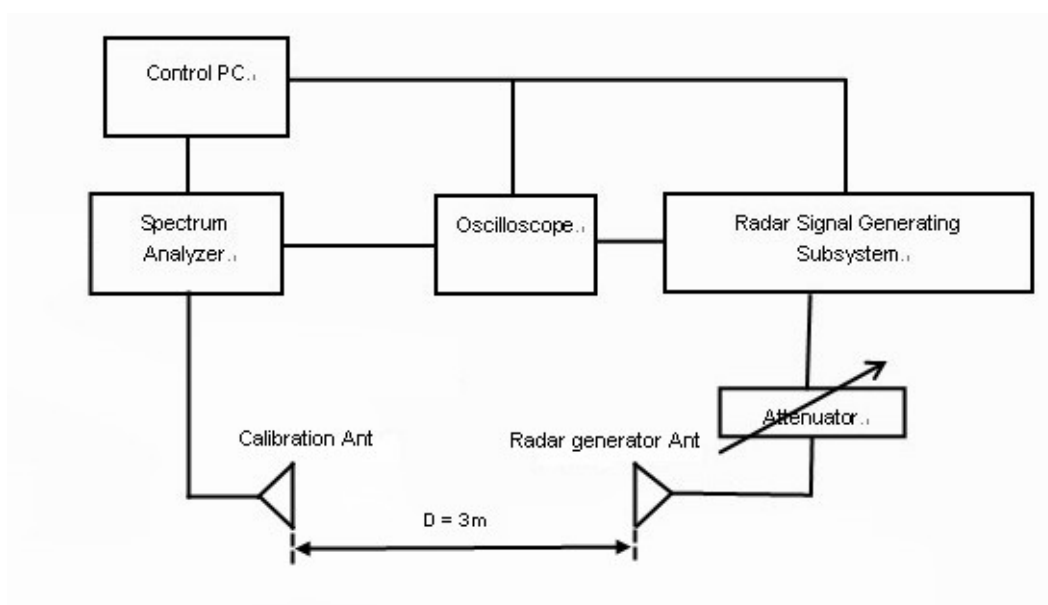 Control PC.
Spectrum
Analyzer.
Oscilloscope.
Radar Signal Generating
Subsystem.
Attenuator.
Calibration Ant
Radar generator Ant
D = 3m